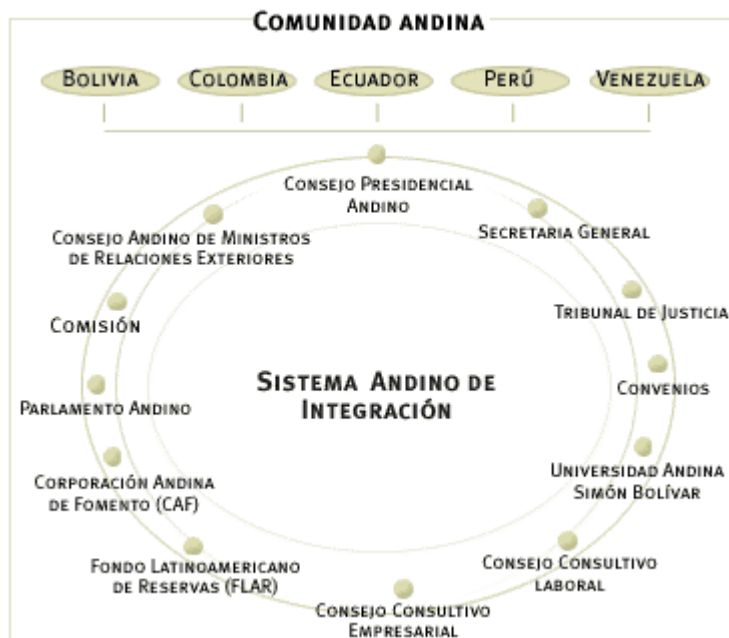 COMUNIDAD ANDINA
BOLIVIA
COLOMBIA
ECUADOR
PERÚ
VENEZUELA
CONSEJO PRESIDENCIAL
ANDINO
CONSEJO ANDINO DE MINISTROS
DE RELACIONES EXTERIORES
SECRETARIA GENERAL
COMISIÓN
TRIBUNAL DE JUSTICIA
SISTEMA ANDINO DE
INTEGRACIÓN
PARLAMENTO ANDINO
CONVENIOS
CORPORACIÓN ANDINA
DE FOMENTO (CAF)
UNIVERSIDAD ANDINA
SIMÓN BOLÍVAR
FONDO LATINOAMERICANO
DE RESERVAS (FLAR)
CONSEJO CONSULTIVO
LABORAL
CONSEJO CONSULTIVO
EMPRESARIAL